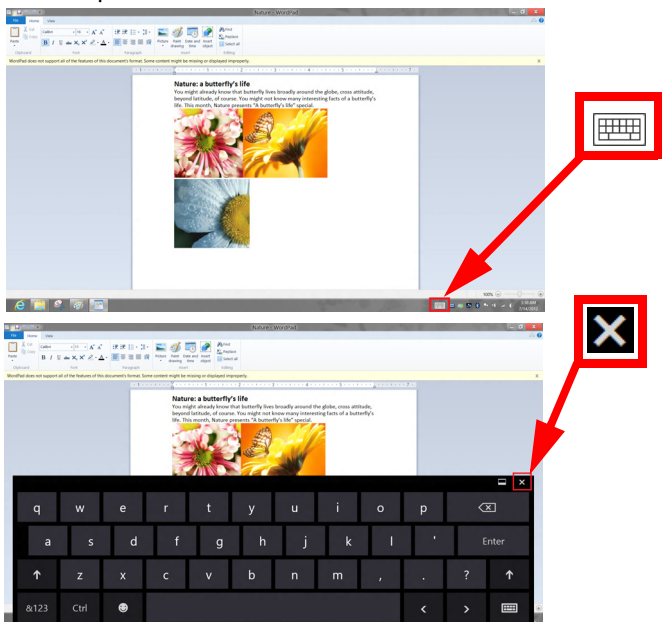 Nature - WordPad
File Home View
Cut
Copy
Paste
Calibri
Picture
Paint drawing
Date and time
Insert object
Find
Replace
Select all
Clipboard Font Paragraph Insert Editing
WordPad does not support all of the features of this document's format. Some content might be missing or displayed improperly.
Nature: a butterfly's life
You might already know that butterfly lives broadly around the globe, cross attitude,
beyond latitude, of course. You might not know many interesting facts of a butterfly's
life. This month, Nature presents "A butterfly's life" special.
100%
7/14/2012
Nature - WordPad
File Home View
Cut
Copy
Paste
Calibri
Picture
Paint drawing
Date and time
Insert object
Find
Replace
Select all
Clipboard Font Paragraph Insert Editing
WordPad does not support all of the features of this document's format. Some content might be missing or displayed improperly.
Nature: a butterfly's life
You might already know that butterfly lives broadly around the globe, cross attitude,
beyond latitude, of course. You might not know many interesting facts of a butterfly's
life. This month, Nature presents "A butterfly's life" special.
q w e r t y u i o p
a s d f g h j k l ' Enter
z x c v b n m , . ?
&123 Ctrl < >